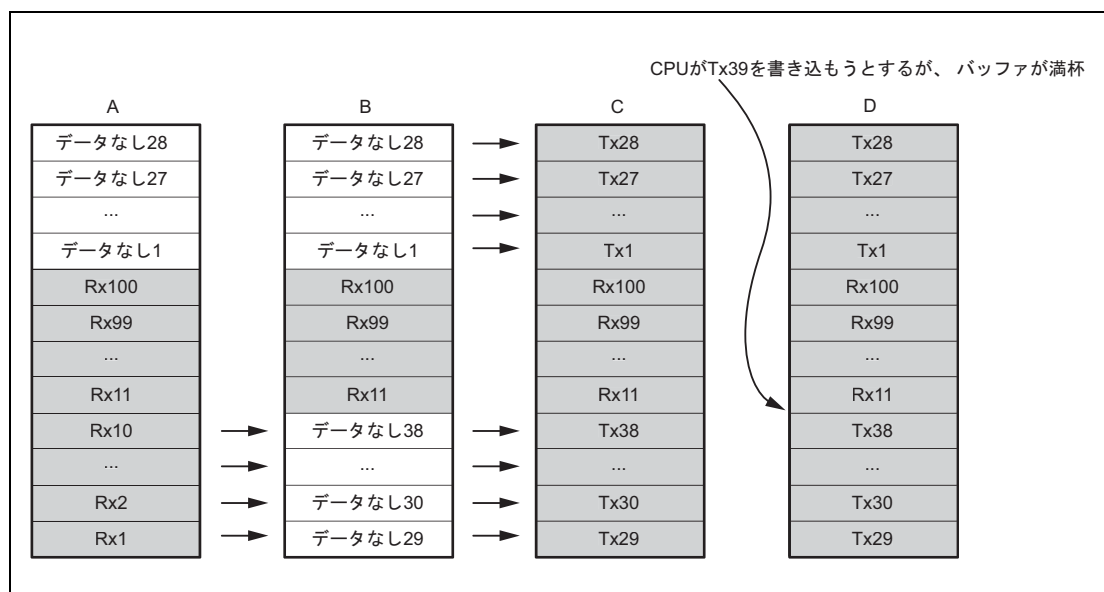 CPUがTx39を書き込もうとするが、 バッファが満杯
A
データなし28
データなし27
...
データなし1
Rx100
Rx99
...
Rx11
Rx10
...
Rx2
Rx1
B
データなし28
データなし27
...
データなし1
Rx100
Rx99
...
Rx11
データなし38
...
データなし30
データなし29
C
Tx28
Tx27
...
Tx1
Rx100
Rx99
...
Rx11
Tx38
...
Tx30
Tx29
D
Tx28
Tx27
...
Tx1
Rx100
Rx99
...
Rx11
Tx38
...
Tx30
Tx29